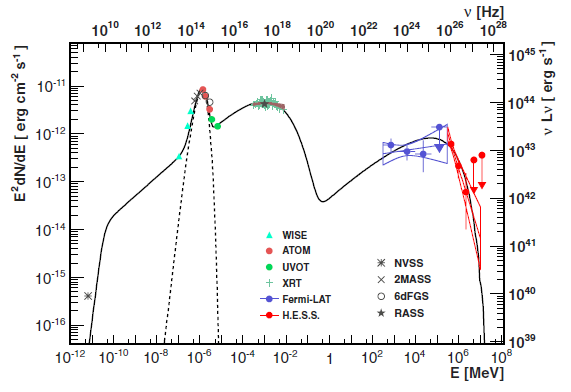 ν [Hz]
10^10 10^12 10^14 10^16 10^18 10^20 10^22 10^24 10^26 10^28
E^2dN/dE [ erg cm^-2 s^-1 ]
10^-11
10^-12
10^-13
10^-14
10^-15
10^-16
ν Lν [ erg s^-1 ]
10^45
10^44
10^43
10^42
10^41
10^40
10^39
WISE
ATOM
UVOT
XRT
Fermi-LAT
H.E.S.S.
NVSS
2MASS
6dFGS
RASS
10^-12 10^-10 10^-8 10^-6 10^-4 10^-2 1 10^2 10^4 10^6 10^8
E [MeV]